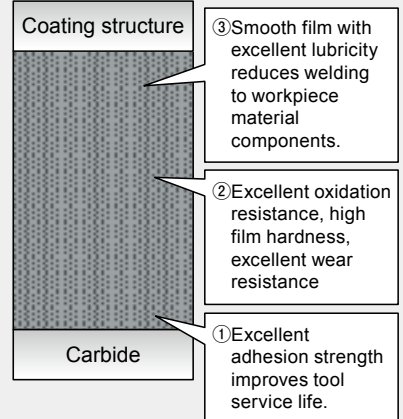 Coating structure
③Smooth film with
excellent lubricity
reduces welding
to workpiece
material
components.
②Excellent oxidation
resistance, high
film hardness,
excellent wear
resistance
①Excellent
adhesion strength
improves tool
service life.
Carbide